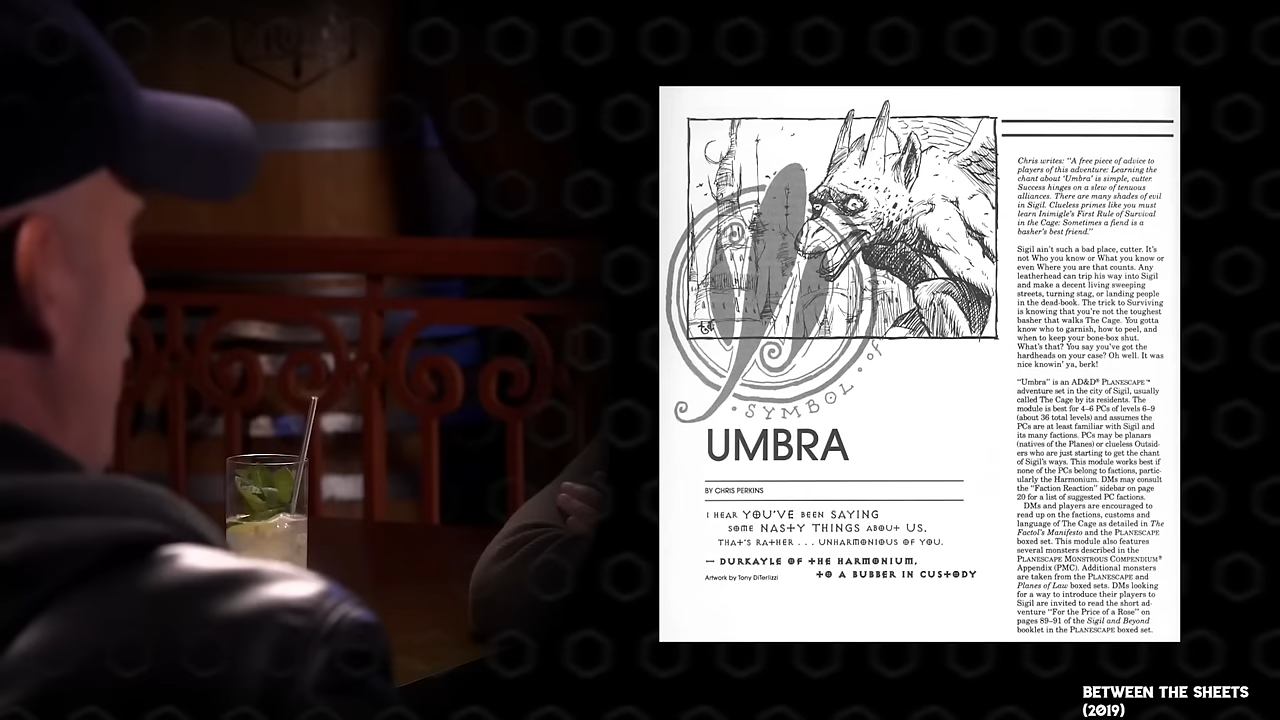 · SYMBOL · of
UMBRA
BY CHRIS PERKINS
I HEAR YOU'VE BEEN SAYING
SOME NASTY THINGS ABOUT US.
THAT'S RATHER . . . UNHARMONIOUS OF YOU.
— DURKAYLE OF THE HARMONIUM,
TO A BUBBER IN CUSTODY
Artwork by Tony DiTerlizzi
Chris writes: "A free piece of advice to
players of this adventure: Learning the
chant about 'Umbra' is simple, cutter.
Success hinges on a slew of tenuous
alliances. There are many shades of evil
in Sigil. Clueless primes like you must
learn Inimigle's First Rule of Survival
in the Cage: Sometimes a fiend is a
basher's best friend."
Sigil ain't such a bad place, cutter. It's
not Who you know or What you know or
even Where you are that counts. Any
leatherhead can trip his way into Sigil
and make a decent living sweeping
streets, turning stag, or landing people
in the dead-book. The trick to Surviving
is knowing that you're not the toughest
basher that walks The Cage. You gotta
know who to garnish, how to peel, and
when to keep your bone-box shut.
What's that? You say you've got the
hardheads on your case? Oh well. It was
nice knowin' ya, berk!
"Umbra" is an AD&D® PLANESCAPE™
adventure set in the city of Sigil, usually
called The Cage by its residents. The
module is best for 4–6 PCs of levels 6–9
(about 36 total levels) and assumes the
PCs are at least familiar with Sigil and
its many factions. PCs may be planars
(natives of the Planes) or clueless Outsid-
ers who are just starting to get the chant
of Sigil's ways. This module works best if
none of the PCs belong to factions, partic-
ularly the Harmonium. DMs may consult
the "Faction Reaction" sidebar on page
20 for a list of suggested PC factions.
DMs and players are encouraged to
read up on the factions, customs and
language of The Cage as detailed in The
Factol's Manifesto and the PLANESCAPE
boxed set. This module also features
several monsters described in the
PLANESCAPE MONSTROUS COMPENDIUM®
Appendix (PMC). Additional monsters
are taken from the PLANESCAPE and
Planes of Law boxed sets. DMs looking
for a way to introduce their players to
Sigil are invited to read the short ad-
venture "For the Price of a Rose" on
pages 89–91 of the Sigil and Beyond
booklet in the PLANESCAPE boxed set.
BETWEEN THE SHEETS
(2019)